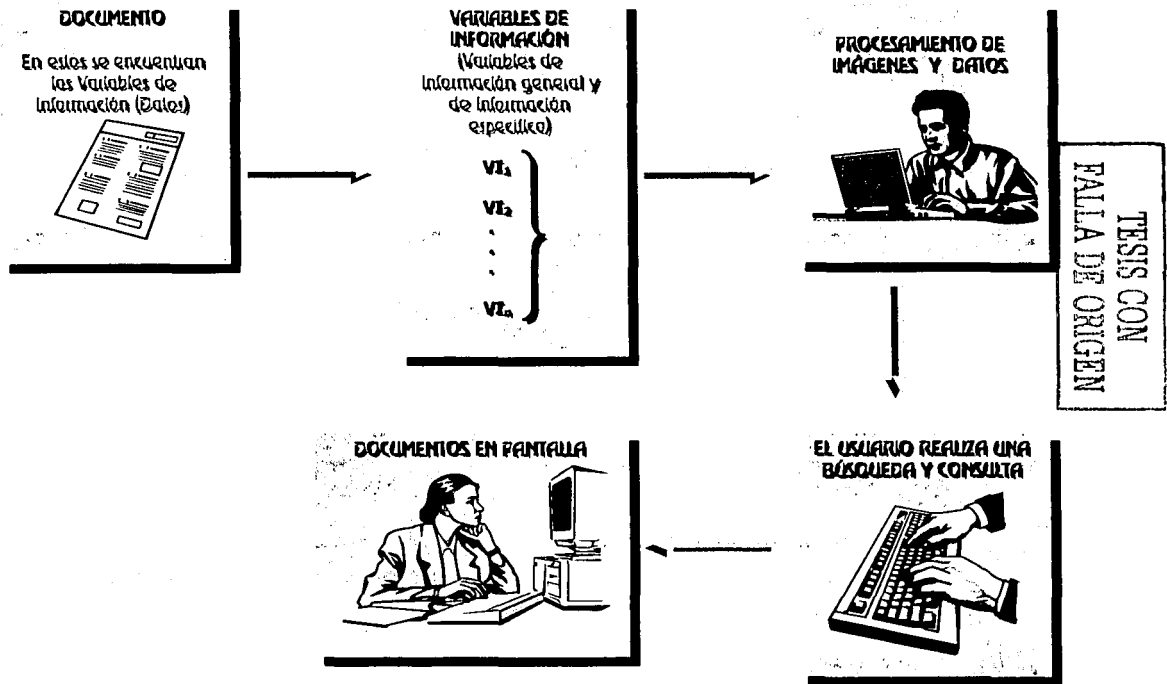 DOCUMENTO
En estos se encuentran
las Variables de
Información (Datos)
VARIABLES DE
INFORMACIÓN
(Variables de
Información general y
de Información
específica)
VI₁
VI₂
.
.
.
VIₙ
PROCESAMIENTO DE
IMÁGENES Y DATOS
TESIS CON
FALLA DE ORIGEN
EL USUARIO REALIZA UNA
BÚSQUEDA Y CONSULTA
DOCUMENTOS EN PANTALLA